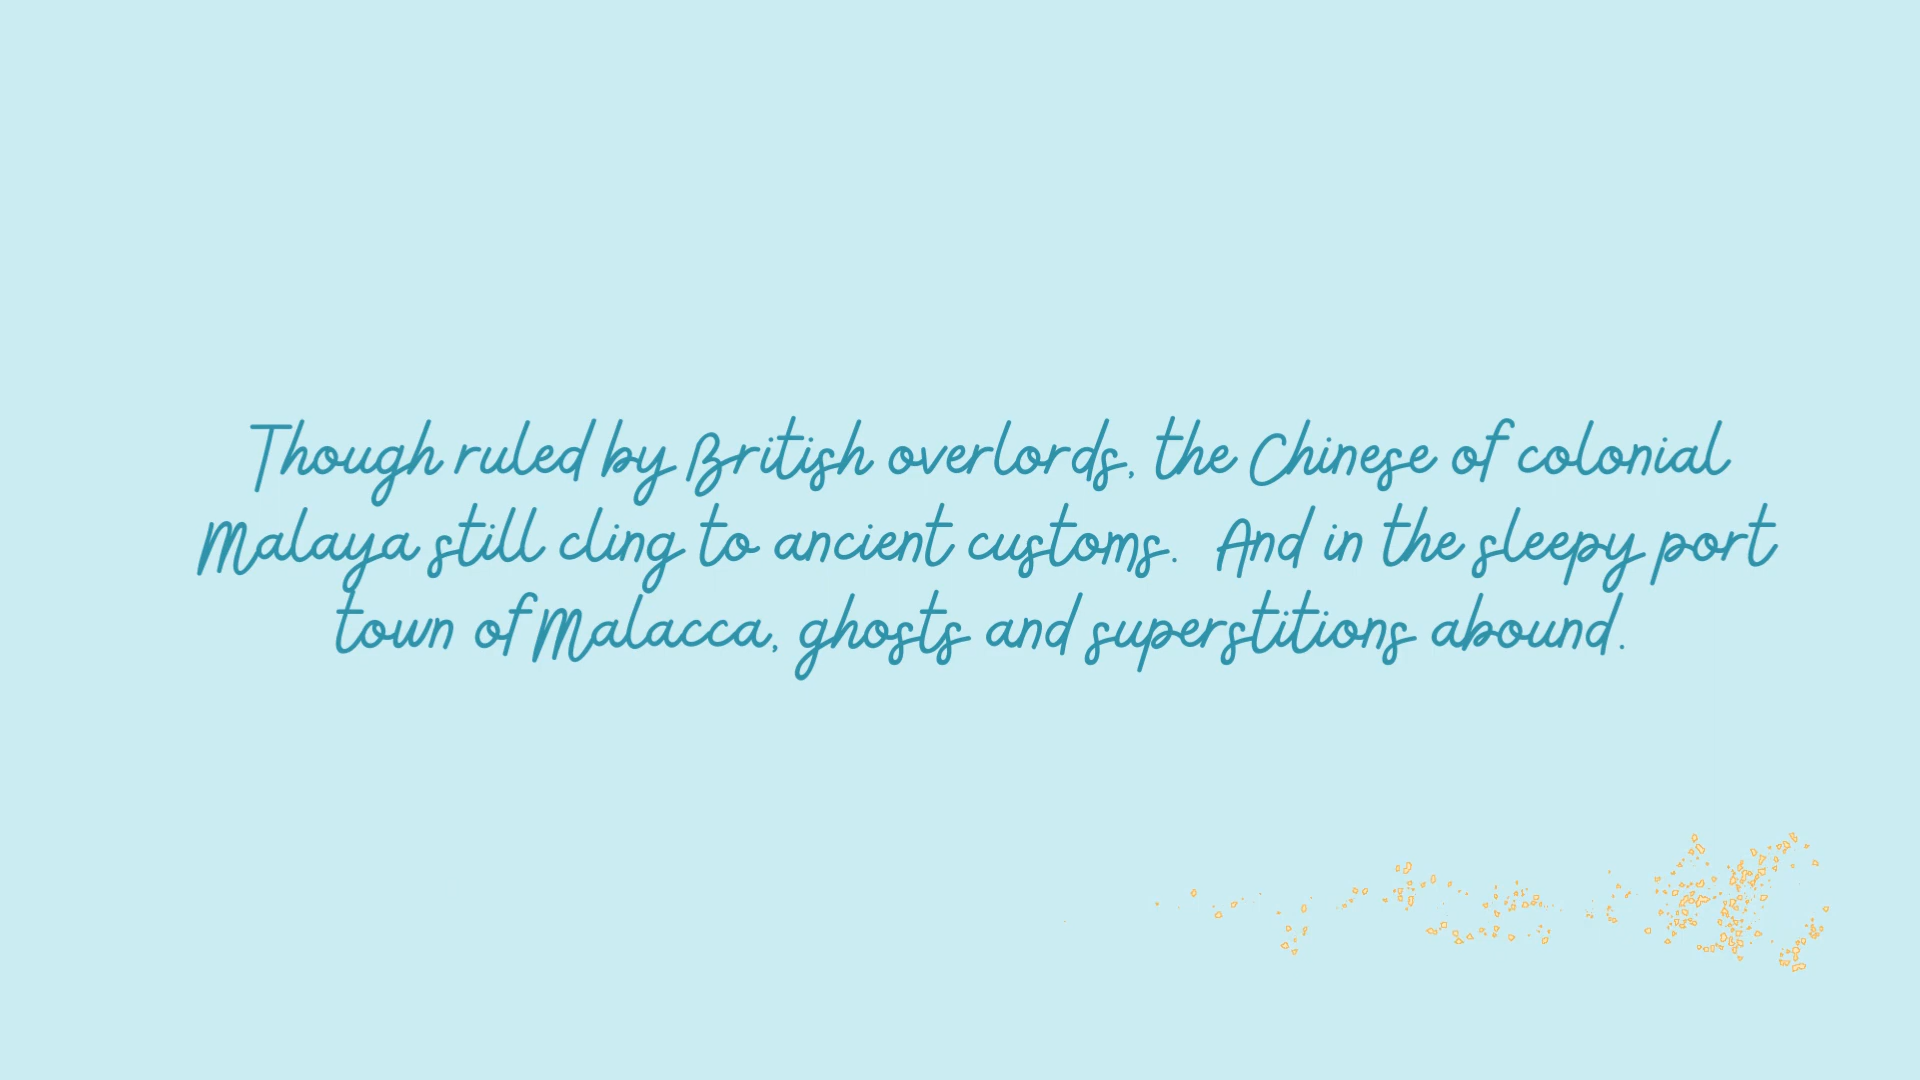 Though ruled by British overlords, the Chinese of colonial
Malaya still cling to ancient customs. And in the sleepy port
town of Malacca, ghosts and superstitions abound.